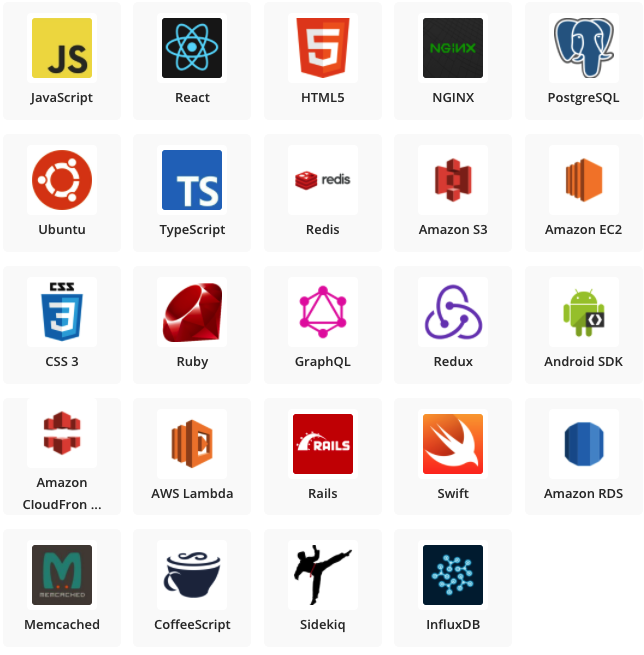 JS
JavaScript
React
5
HTML5
NGINX
NGINX
PostgreSQL
Ubuntu
TS
TypeScript
redis
Redis
Amazon S3
Amazon EC2
CSS
3
CSS 3
Ruby
GraphQL
Redux
Android SDK
Amazon
CloudFron ...
AWS Lambda
RAILS
Rails
Swift
Amazon RDS
M
MEMCACHED
Memcached
CoffeeScript
Sidekiq
InfluxDB